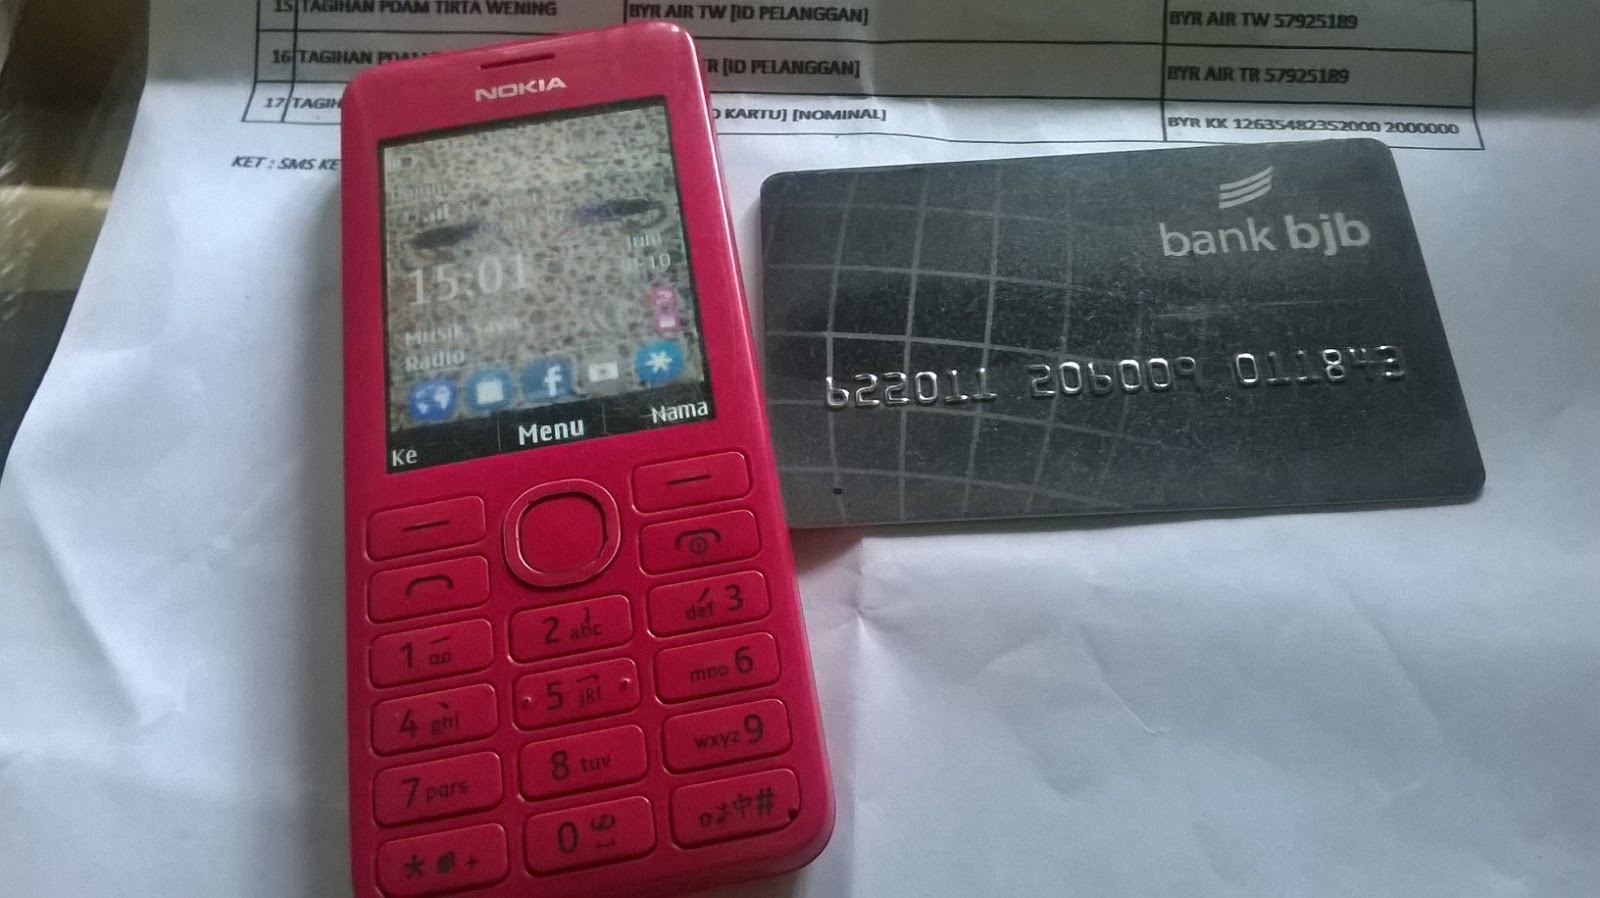 15 TAGIHAN PDAM TIRTA WENING BYR AIR TW [ID PELANGGAN] BYR AIR TW 57925189
16 TAGIHAN PDAM R [ID PELANGGAN] BYR AIR TR 57925189
17 TAGIH KARTU] [NOMINAL] BYR KK 12635482352000 2000000
KET : SMS KE
NOKIA
15:01
Musik
Radio
Ke Menu Nama
1
2 abc
def 3
4 ghi
5 jkl
mno 6
7 pqrs
8 tuv
wxyz 9
* +
0
#
bank bjb
622011 206009 011843